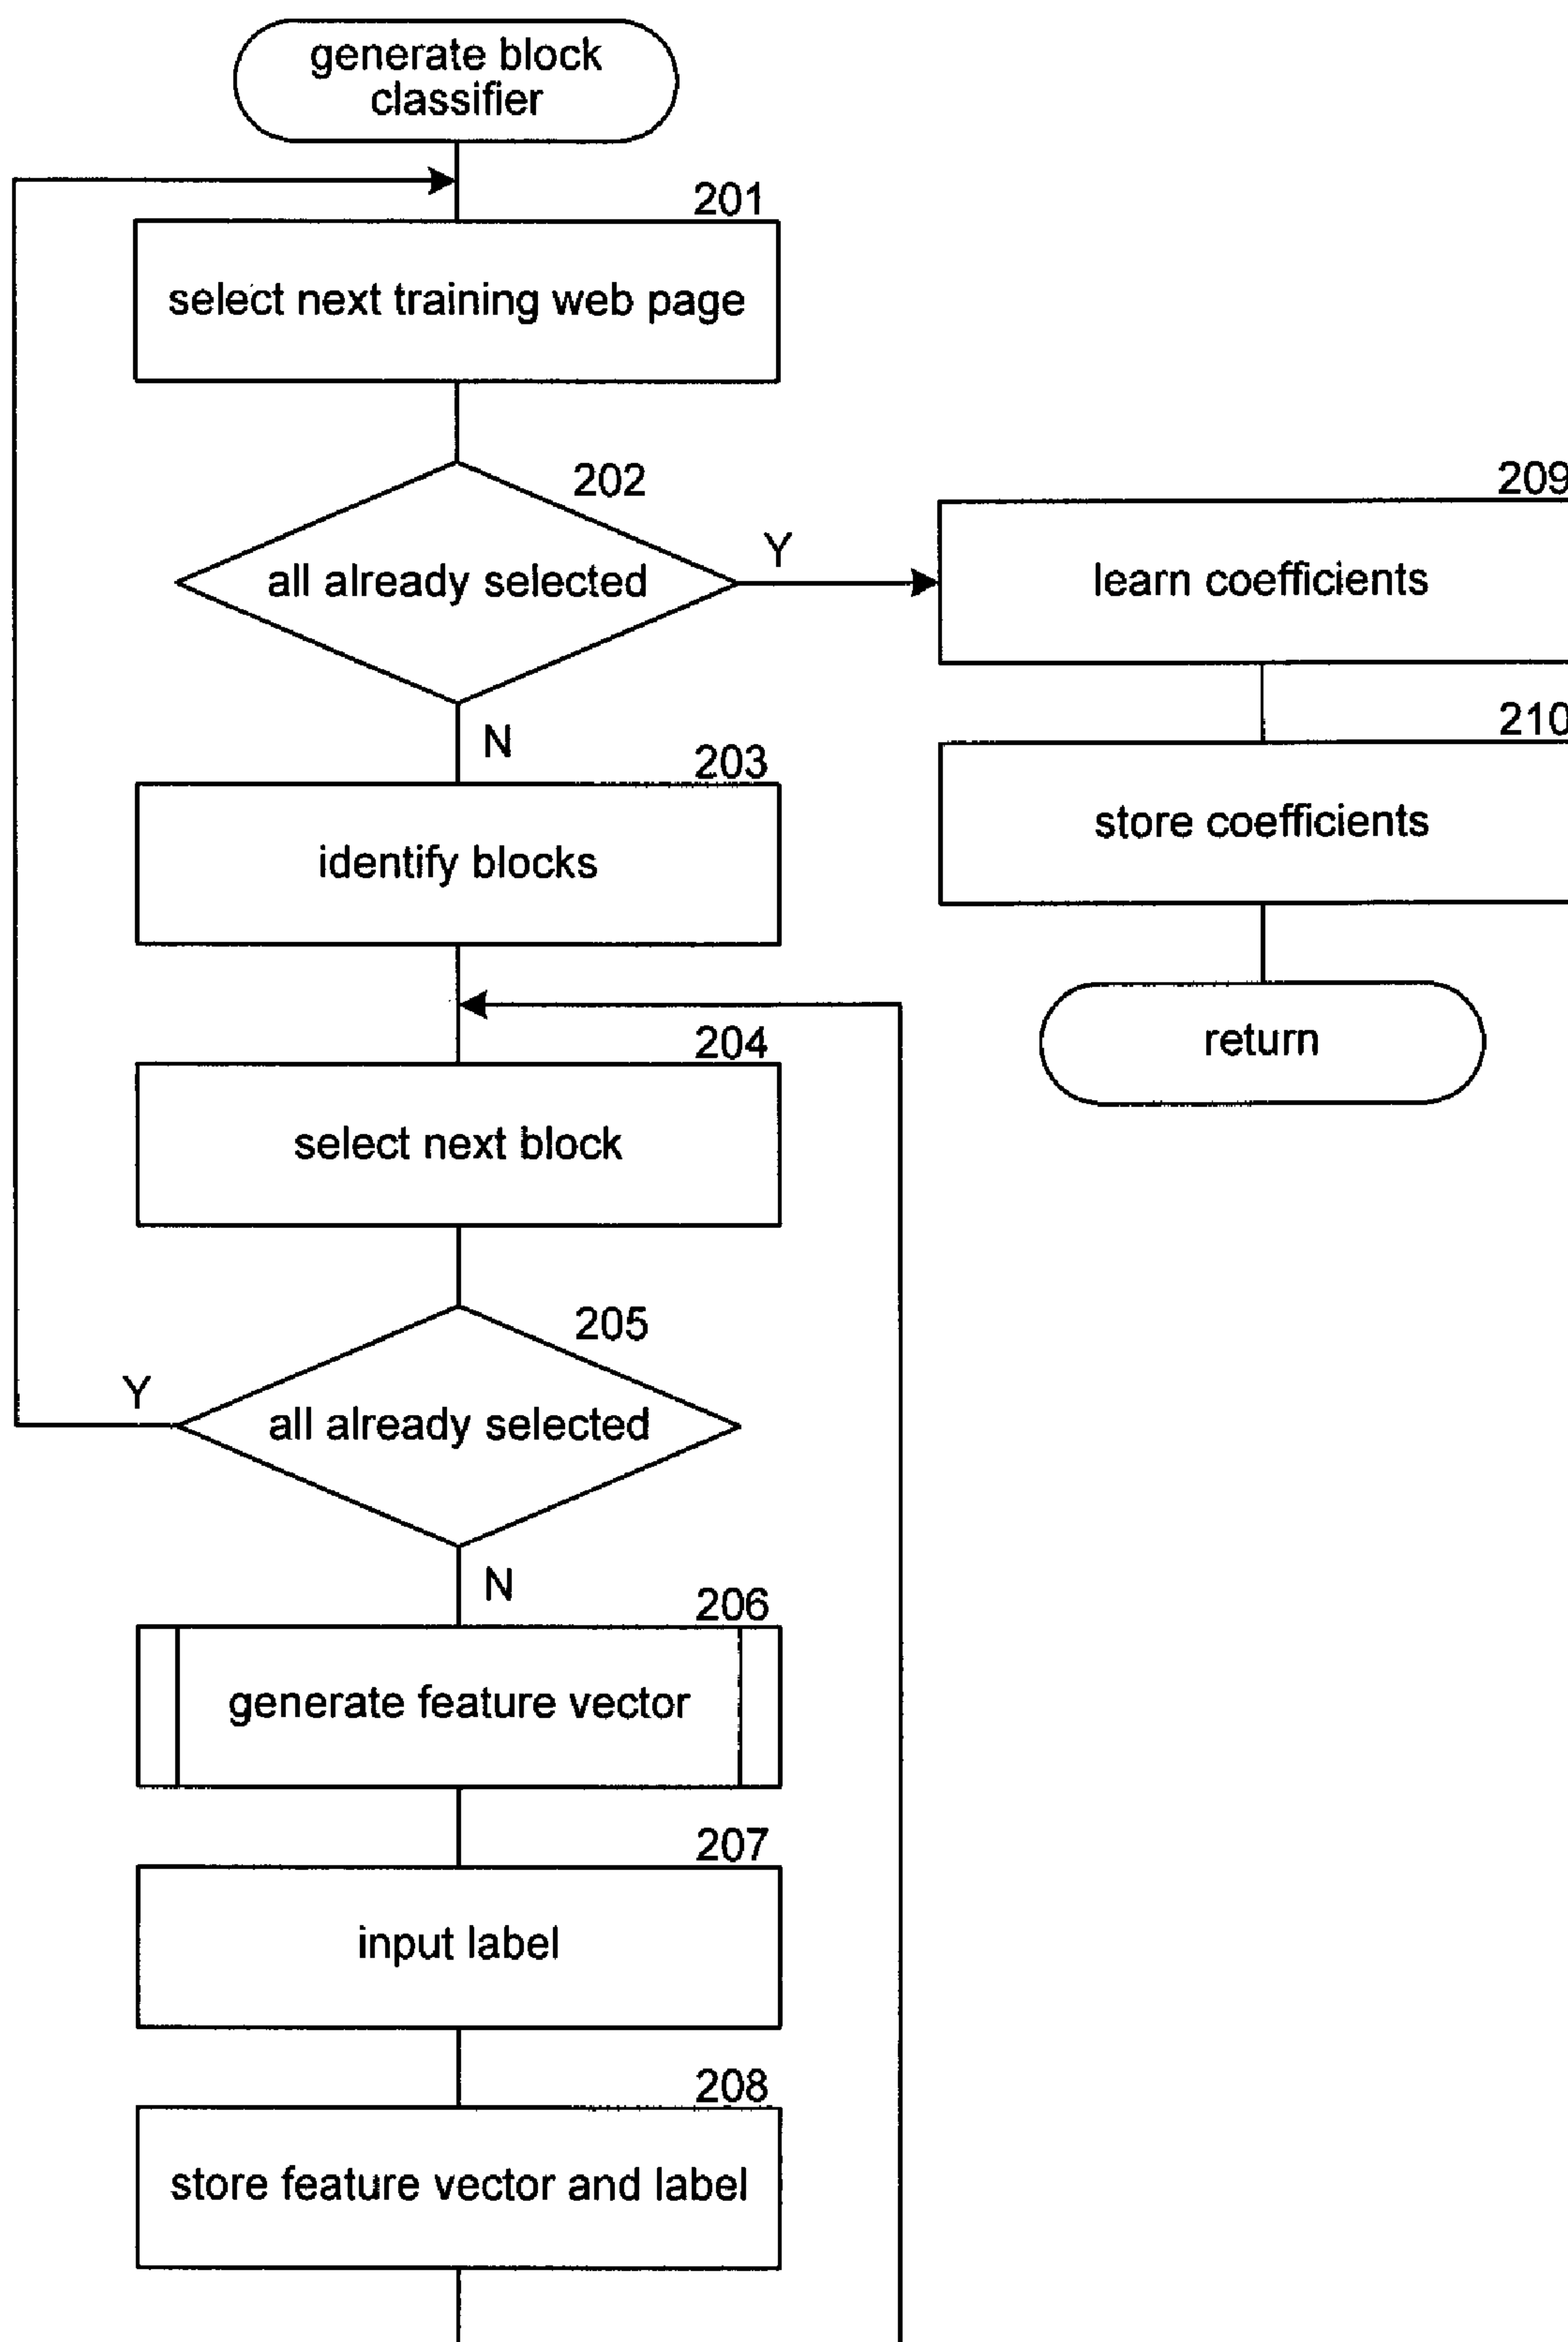 generate block
classifier
201
select next training web page
202
all already selected
Y
N
209
learn coefficients
210
store coefficients
return
203
identify blocks
204
select next block
205
all already selected
Y
N
206
generate feature vector
207
input label
208
store feature vector and label